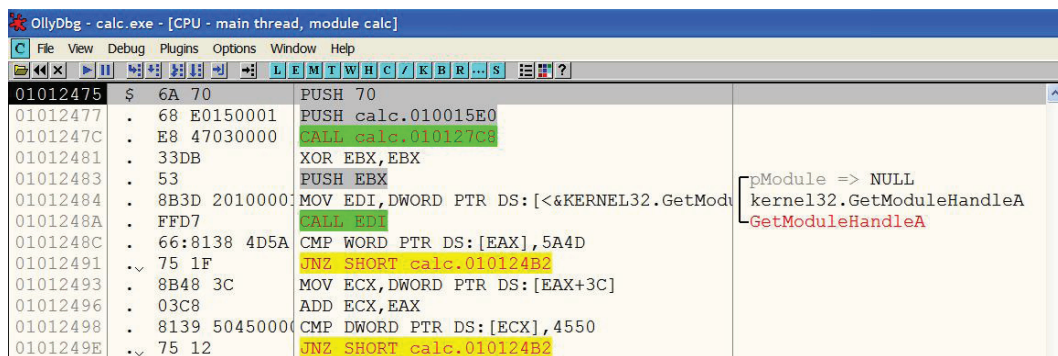 OllyDbg - calc.exe - [CPU - main thread, module calc]
C File View Debug Plugins Options Window Help
L E M T W H C / K B R ... S ?
01012475 $ 6A 70 PUSH 70
01012477 . 68 E0150001 PUSH calc.010015E0
0101247C . E8 47030000 CALL calc.010127C8
01012481 . 33DB XOR EBX,EBX
01012483 . 53 PUSH EBX pModule => NULL
01012484 . 8B3D 20100001 MOV EDI,DWORD PTR DS:[<&KERNEL32.GetModu kernel32.GetModuleHandleA
0101248A . FFD7 CALL EDI GetModuleHandleA
0101248C . 66:8138 4D5A CMP WORD PTR DS:[EAX],5A4D
01012491 . 75 1F JNZ SHORT calc.010124B2
01012493 . 8B48 3C MOV ECX,DWORD PTR DS:[EAX+3C]
01012496 . 03C8 ADD ECX,EAX
01012498 . 8139 50450000 CMP DWORD PTR DS:[ECX],4550
0101249E . 75 12 JNZ SHORT calc.010124B2